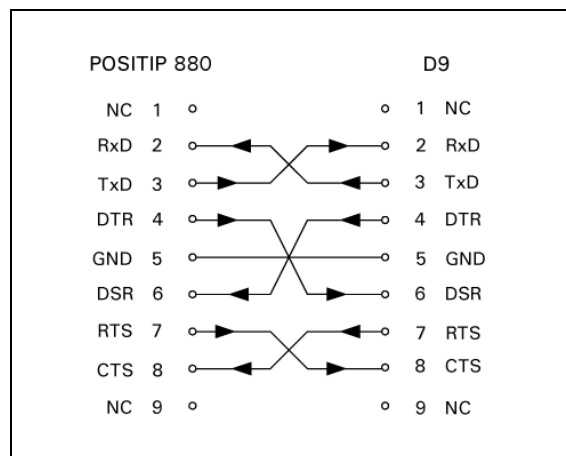 POSITIP 880 D9
NC 1 1 NC
RxD 2 2 RxD
TxD 3 3 TxD
DTR 4 4 DTR
GND 5 5 GND
DSR 6 6 DSR
RTS 7 7 RTS
CTS 8 8 CTS
NC 9 9 NC